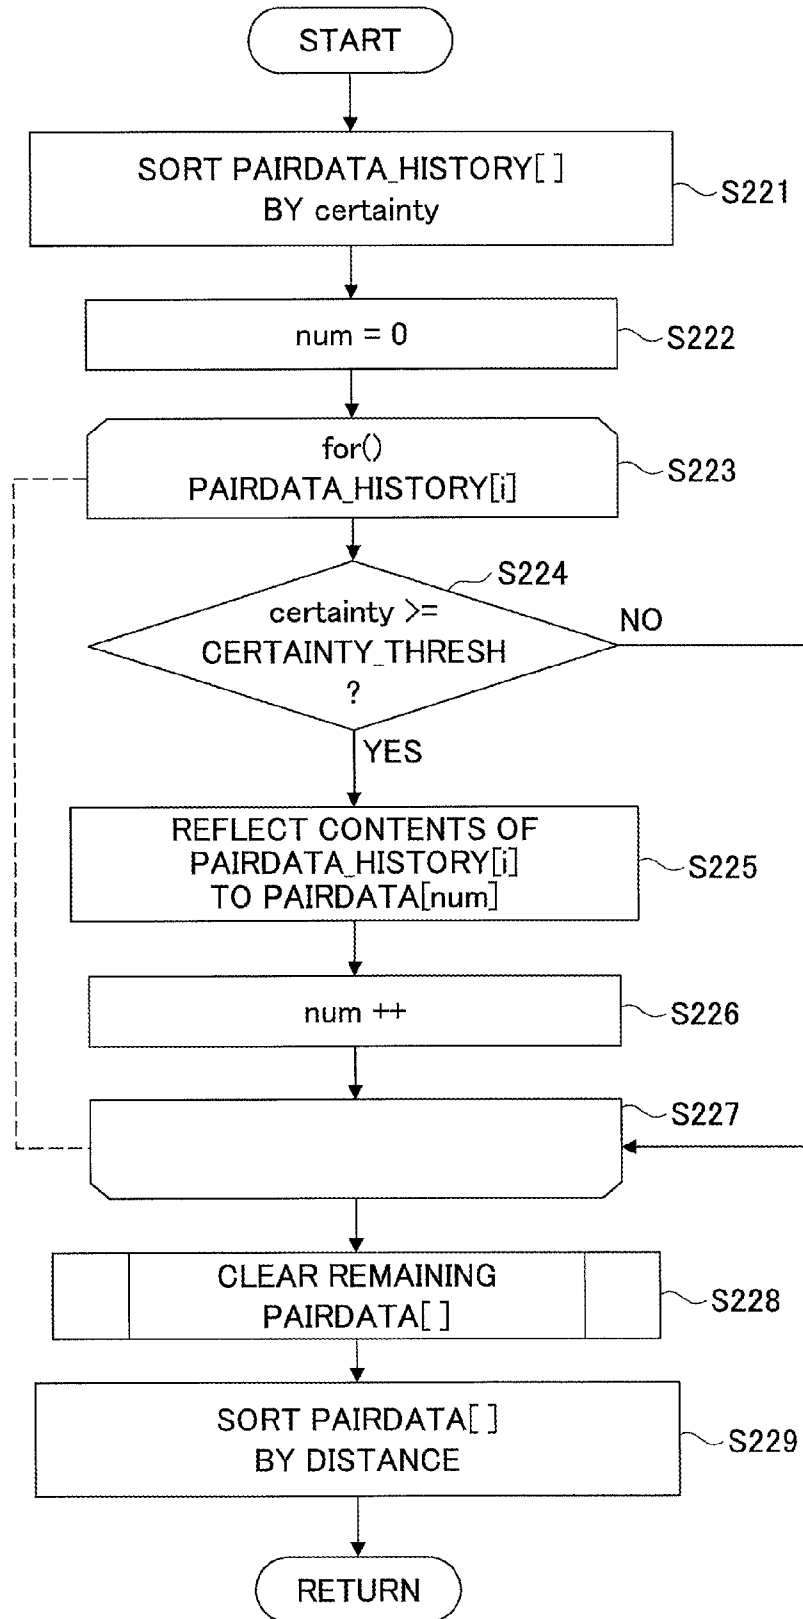 START
SORT PAIRDATA_HISTORY[ ]
BY certainty
S221
num = 0
S222
for()
PAIRDATA_HISTORY[i]
S223
S224
certainty >=
CERTAINTY_THRESH
?
NO
YES
REFLECT CONTENTS OF
PAIRDATA_HISTORY[i]
TO PAIRDATA[num]
S225
num ++
S226
S227
CLEAR REMAINING
PAIRDATA[ ]
S228
SORT PAIRDATA[ ]
BY DISTANCE
S229
RETURN